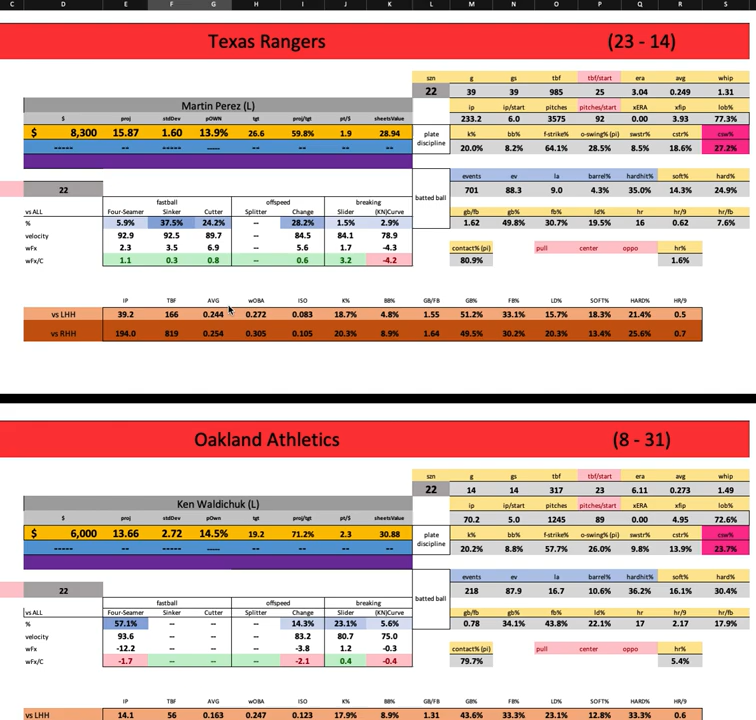 C D E F G H I J K L M N O P Q R S
Texas Rangers (23 - 14)
szn g gs tbf tbf/start era avg whip
22 39 39 985 25 3.04 0.249 1.31
Martin Perez (L) ip ip/start pitches pitches/start xERA xfip lob%
$ proj stdDev pOWN tgt proj/tgt pt/$ sheetsValue 233.2 6.0 3575 92 0.00 3.93 77.3%
$ 8,300 15.87 1.60 13.9% 26.6 59.8% 1.9 28.94 plate discipline k% bb% f-strike% o-swing% (pi) swstr% cstr% csw%
----- -- --- ---- -- -- -- -- 20.0% 8.2% 64.1% 28.5% 8.5% 18.6% 27.2%
batted ball events ev la barrel% hardhit% soft% hard%
22 701 88.3 9.0 4.3% 35.0% 14.3% 24.9%
fastball offspeed breaking
vs ALL Four-Seamer Sinker Cutter Splitter Change Slider (KN)Curve gb/fb gb% fb% ld% hr hr/9 hr/fb
% 5.9% 37.5% 24.2% -- 28.2% 1.5% 2.9% 1.62 49.8% 30.7% 19.5% 16 0.62 7.6%
velocity 92.9 92.5 89.7 -- 84.5 84.1 78.9
wFx 2.3 3.5 6.9 -- 5.6 1.7 -4.3 contact% (pi) pull center oppo hr%
wFx/C 1.1 0.3 0.8 -- 0.6 3.2 -4.2 80.9% 1.6%
IP TBF AVG wOBA ISO K% BB% GB/FB GB% FB% LD% SOFT% HARD% HR/9
vs LHH 39.2 166 0.244 0.272 0.083 18.7% 4.8% 1.55 51.2% 33.1% 15.7% 18.3% 21.4% 0.5
vs RHH 194.0 819 0.254 0.305 0.105 20.3% 8.9% 1.64 49.5% 30.2% 20.3% 13.4% 25.6% 0.7
Oakland Athletics (8 - 31)
szn g gs tbf tbf/start era avg whip
22 14 14 317 23 6.11 0.273 1.49
Ken Waldichuk (L) ip ip/start pitches pitches/start xERA xfip lob%
$ proj stdDev pOwn tgt proj/tgt pt/$ sheetsValue 70.2 5.0 1245 89 0.00 4.95 72.6%
$ 6,000 13.66 2.72 14.5% 19.2 71.2% 2.3 30.88 plate discipline k% bb% f-strike% o-swing% (pi) swstr% cstr% csw%
----- -- -- ---- -- -- -- -- 20.2% 8.8% 57.7% 26.0% 9.8% 13.9% 23.7%
batted ball events ev la barrel% hardhit% soft% hard%
22 218 87.9 16.7 10.6% 36.2% 16.1% 30.4%
fastball offspeed breaking
vs ALL Four-Seamer Sinker Cutter Splitter Change Slider (KN)Curve gb/fb gb% fb% ld% hr hr/9 hr/fb
% 57.1% -- -- -- 14.3% 23.1% 5.6% 0.78 34.1% 43.8% 22.1% 17 2.17 17.9%
velocity 93.6 -- -- -- 83.2 80.7 75.0
wFx -12.2 -- -- -- -3.8 1.2 -0.3 contact% (pi) pull center oppo hr%
wFx/C -1.7 -- -- -- -2.1 0.4 -0.4 79.7% 5.4%
IP TBF AVG wOBA ISO K% BB% GB/FB GB% FB% LD% SOFT% HARD% HR/9
vs LHH 14.1 56 0.163 0.247 0.123 17.9% 8.9% 1.31 43.6% 33.3% 23.1% 12.8% 33.3% 0.6